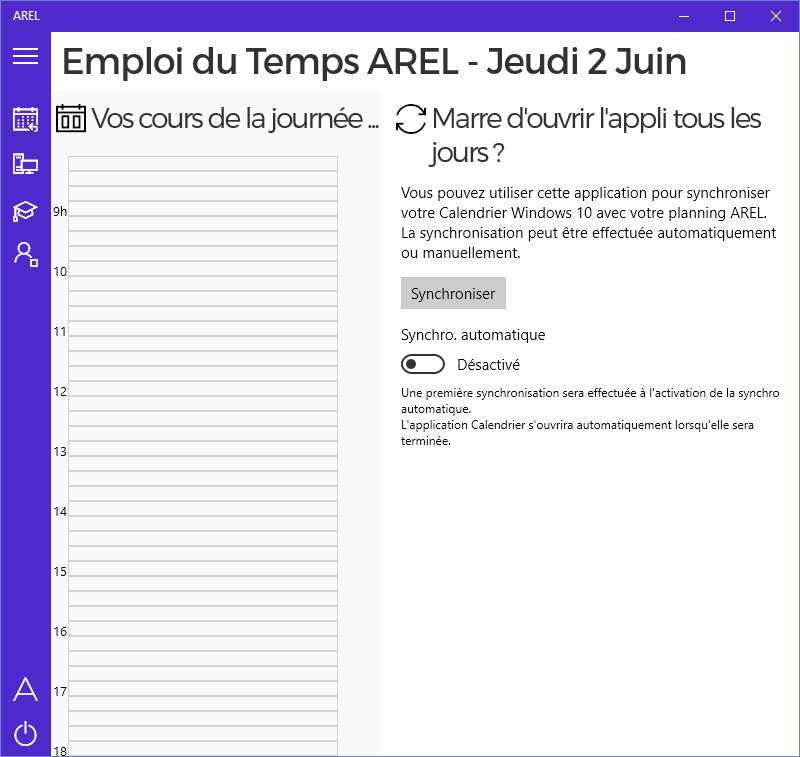 AREL
Emploi du Temps AREL - Jeudi 2 Juin
Vos cours de la journée ...
9h
10
11
12
13
14
15
16
17
18
Marre d'ouvrir l'appli tous les
jours ?
Vous pouvez utiliser cette application pour synchroniser
votre Calendrier Windows 10 avec votre planning AREL.
La synchronisation peut être effectuée automatiquement
ou manuellement.
Synchroniser
Synchro. automatique
Désactivé
Une première synchronisation sera effectuée à l'activation de la synchro
automatique.
L'application Calendrier s'ouvrira automatiquement lorsqu'elle sera
terminée.